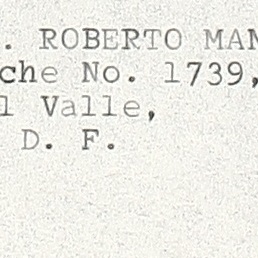 . ROBERTO MAN
che No. 1739,
l Valle,
D. F.